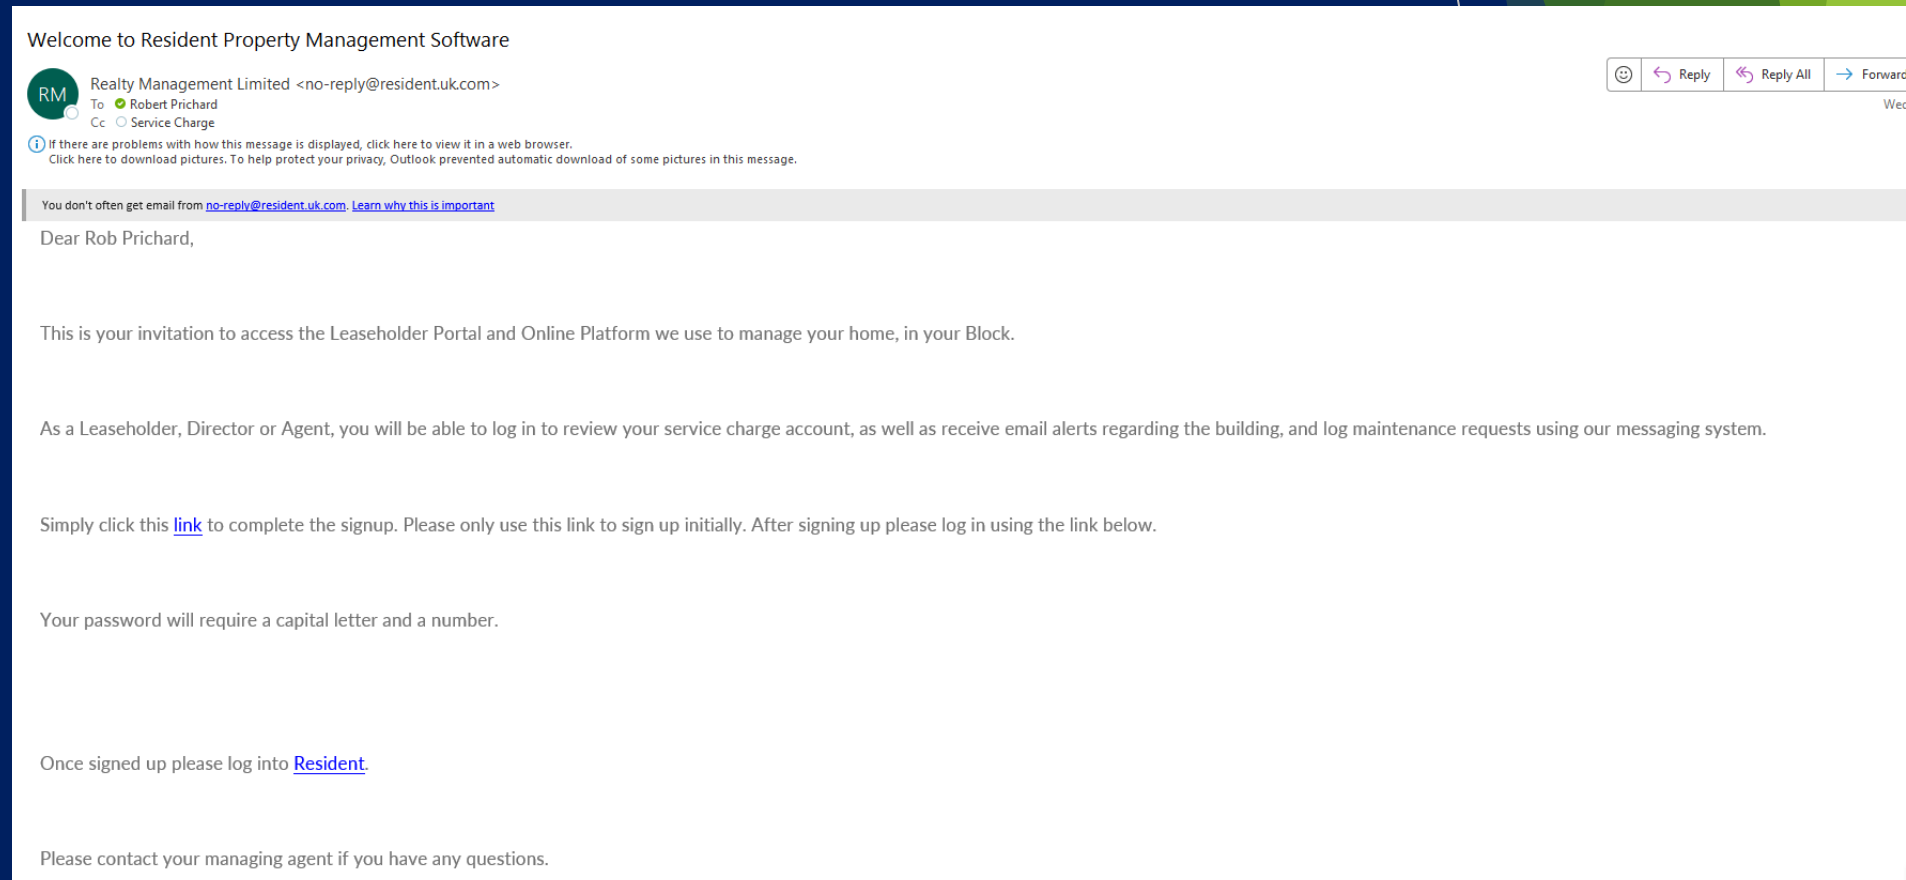 Welcome to Resident Property Management Software
RM
Realty Management Limited <no-reply@resident.uk.com>
Reply
Reply All
Forward
To Robert Prichard
Wed
Cc Service Charge
If there are problems with how this message is displayed, click here to view it in a web browser.
Click here to download pictures. To help protect your privacy, Outlook prevented automatic download of some pictures in this message.
You don't often get email from no-reply@resident.uk.com. Learn why this is important
Dear Rob Prichard,
This is your invitation to access the Leaseholder Portal and Online Platform we use to manage your home, in your Block.
As a Leaseholder, Director or Agent, you will be able to log in to review your service charge account, as well as receive email alerts regarding the building, and log maintenance requests using our messaging system.
Simply click this link to complete the signup. Please only use this link to sign up initially. After signing up please log in using the link below.
Your password will require a capital letter and a number.
Once signed up please log into Resident.
Please contact your managing agent if you have any questions.